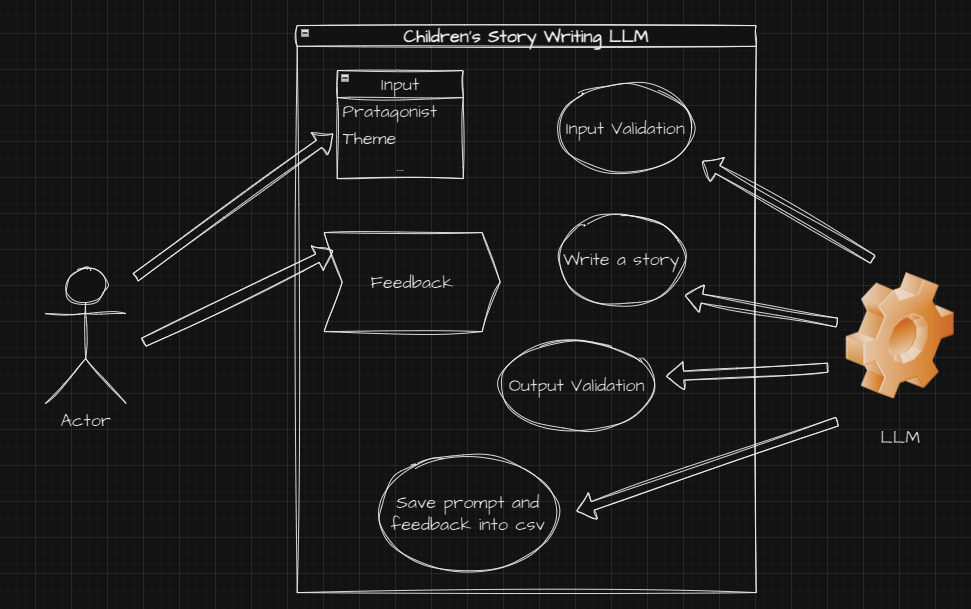 Children's Story Writing LLM
Input
Pratagonist
Theme
...
Input Validation
Feedback
Write a story
Output Validation
Actor
LLM
Save prompt and
feedback into csv